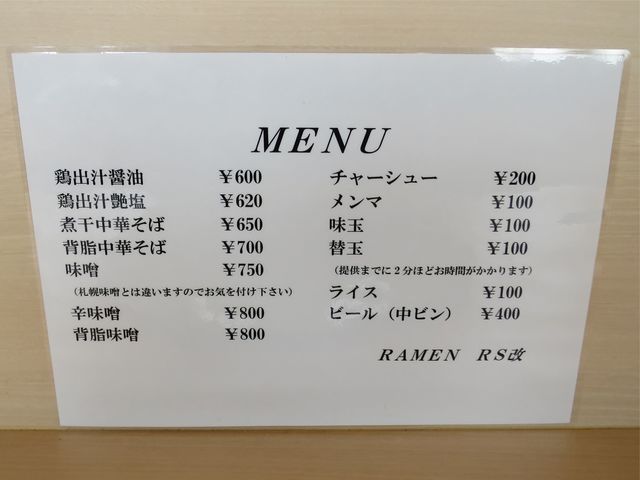 MENU
鶏出汁醤油 ¥600
鶏出汁艶塩 ¥620
煮干中華そば ¥650
背脂中華そば ¥700
味噌 ¥750
（札幌味噌とは違いますのでお気を付け下さい）
辛味噌 ¥800
背脂味噌 ¥800
チャーシュー ¥200
メンマ ¥100
味玉 ¥100
替玉 ¥100
（提供までに２分ほどお時間がかかります）
ライス ¥100
ビール（中ビン） ¥400
RAMEN RS改